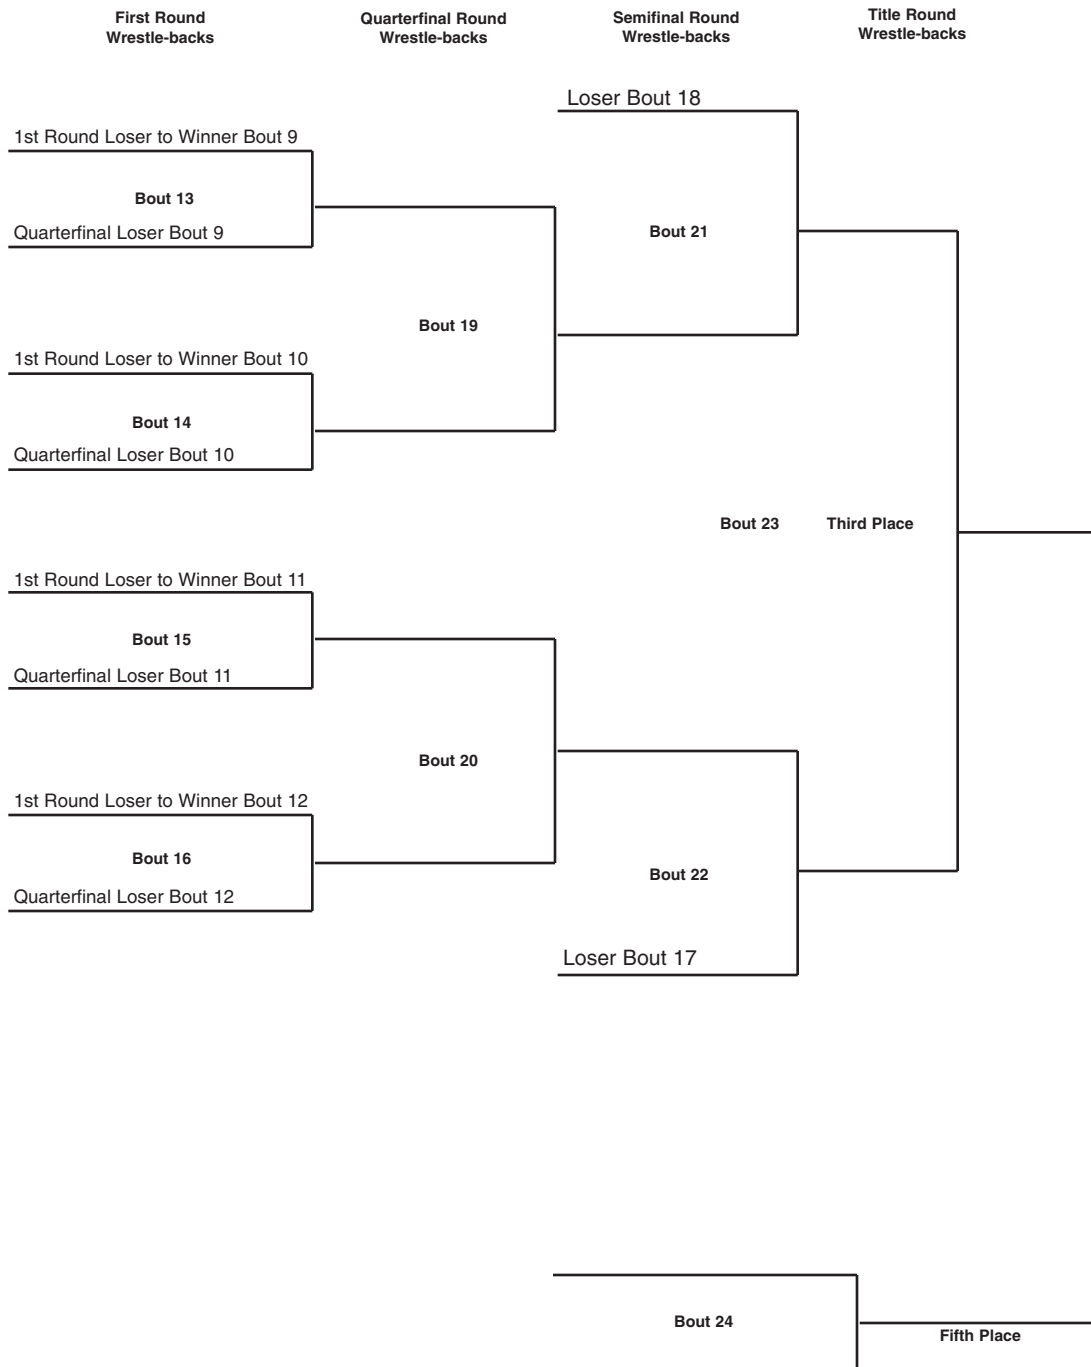 First Round
Wrestle-backs
Quarterfinal Round
Wrestle-backs
Semifinal Round
Wrestle-backs
Title Round
Wrestle-backs
Loser Bout 18
1st Round Loser to Winner Bout 9
Bout 13
Quarterfinal Loser Bout 9
Bout 21
Bout 19
1st Round Loser to Winner Bout 10
Bout 14
Quarterfinal Loser Bout 10
Bout 23
Third Place
1st Round Loser to Winner Bout 11
Bout 15
Quarterfinal Loser Bout 11
Bout 20
1st Round Loser to Winner Bout 12
Bout 16
Quarterfinal Loser Bout 12
Bout 22
Loser Bout 17
Bout 24
Fifth Place